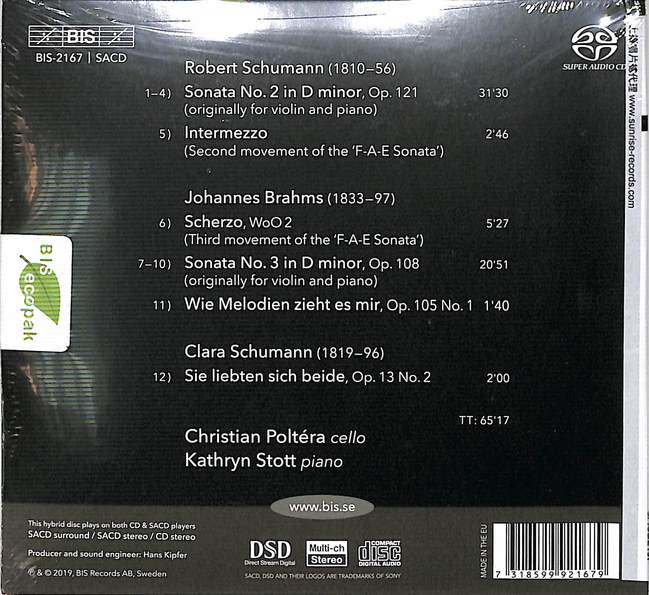 BIS
BIS-2167 | SACD
SUPER AUDIO CD
Robert Schumann (1810–56)
1–4) Sonata No. 2 in D minor, Op. 121 31'30
(originally for violin and piano)
5) Intermezzo 2'46
(Second movement of the ‘F-A-E Sonata’)
Johannes Brahms (1833–97)
6) Scherzo, WoO 2 5'27
(Third movement of the ‘F-A-E Sonata’)
7–10) Sonata No. 3 in D minor, Op. 108 20'51
(originally for violin and piano)
11) Wie Melodien zieht es mir, Op. 105 No. 1 1'40
Clara Schumann (1819–96)
12) Sie liebten sich beide, Op. 13 No. 2 2'00
TT: 65'17
Christian Poltéra cello
Kathryn Stott piano
www.bis.se
This hybrid disc plays on both CD & SACD players
SACD surround / SACD stereo / CD stereo
Producer and sound engineer: Hans Kipfer
℗ & © 2019, BIS Records AB, Sweden
DSD
Direct Stream Digital
Multi-ch
Stereo
COMPACT
disc
DIGITAL AUDIO
SACD, DSD AND THEIR LOGOS ARE TRADEMARKS OF SONY
MADE IN THE EU
7 318599 921679
BIS
ecopak
www.sunrise-records.com